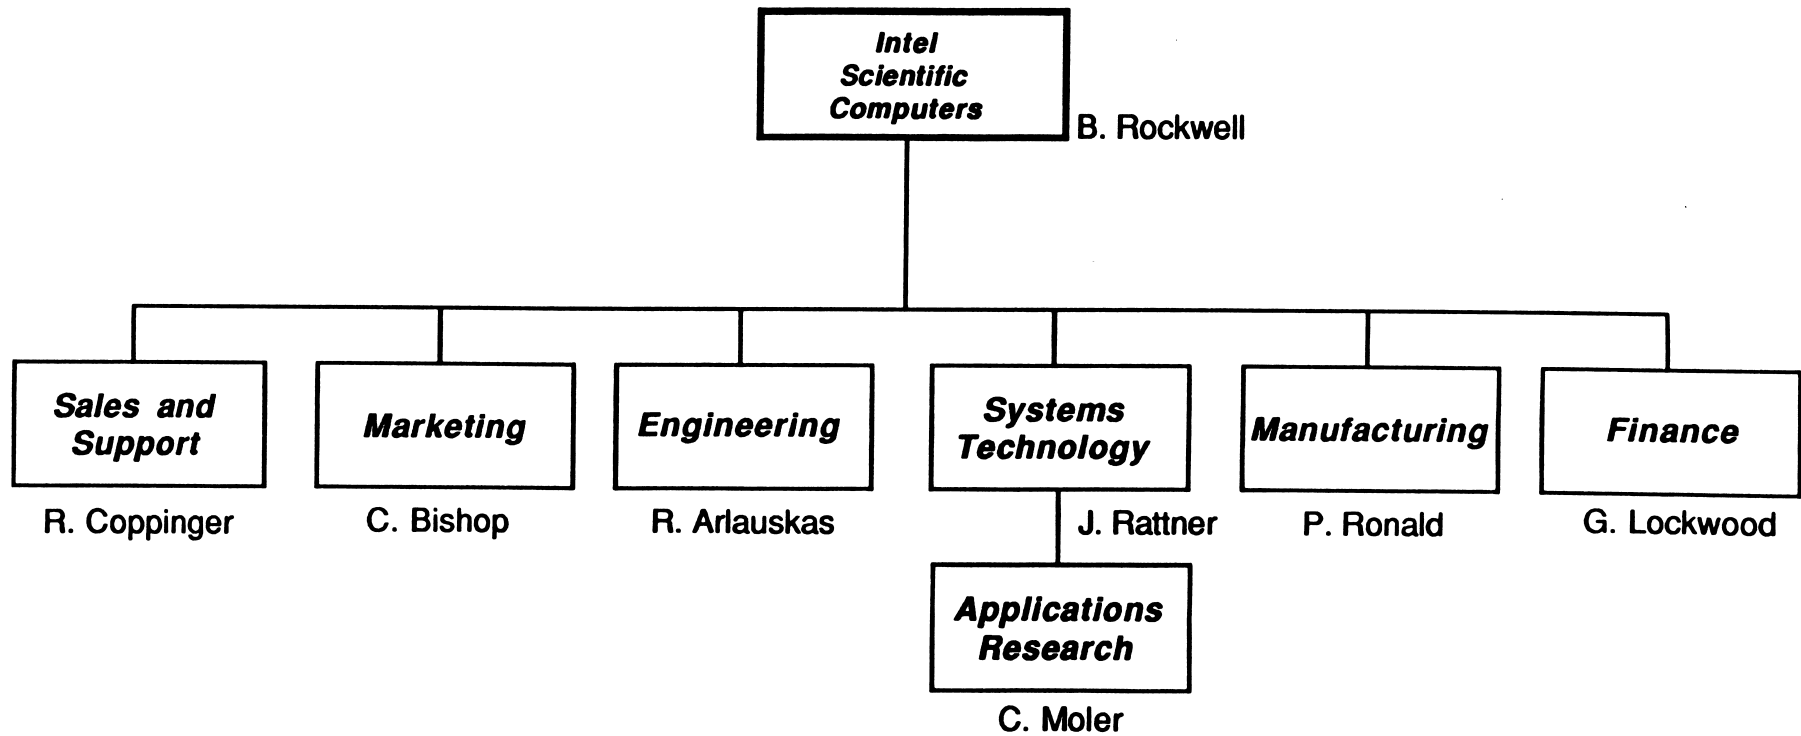 Intel
Scientific
Computers
B. Rockwell
Sales and
Support
R. Coppinger
Marketing
C. Bishop
Engineering
R. Arlauskas
Systems
Technology
J. Rattner
Manufacturing
P. Ronald
Finance
G. Lockwood
Applications
Research
C. Moler